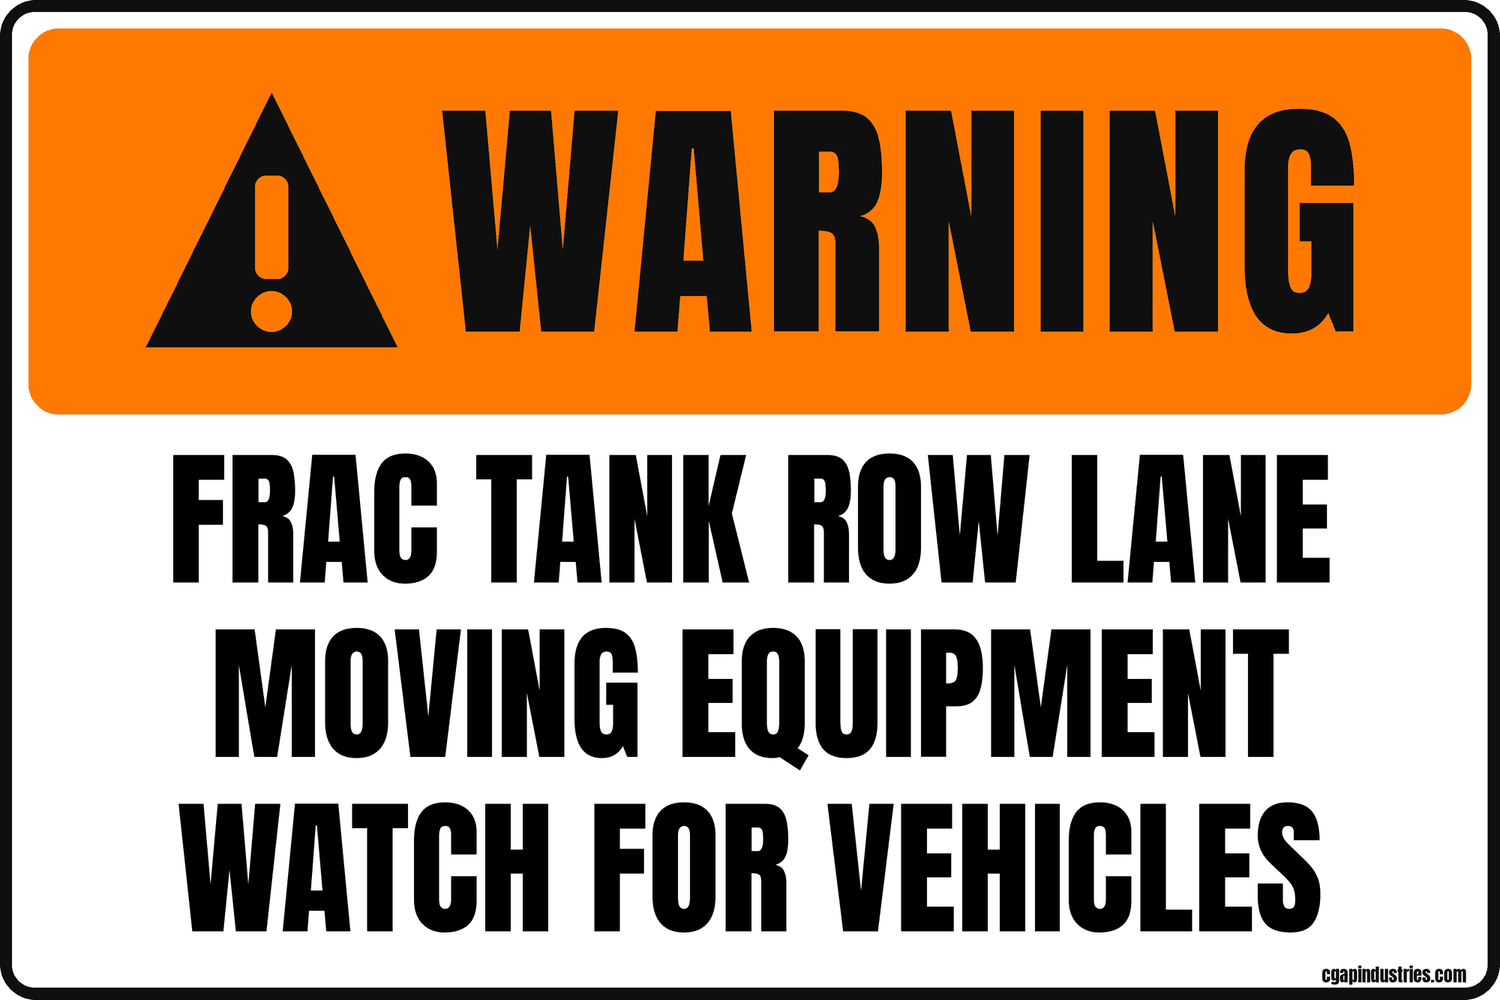 WARNING
FRAC TANK ROW LANE
MOVING EQUIPMENT
WATCH FOR VEHICLES
cgapindustries.com